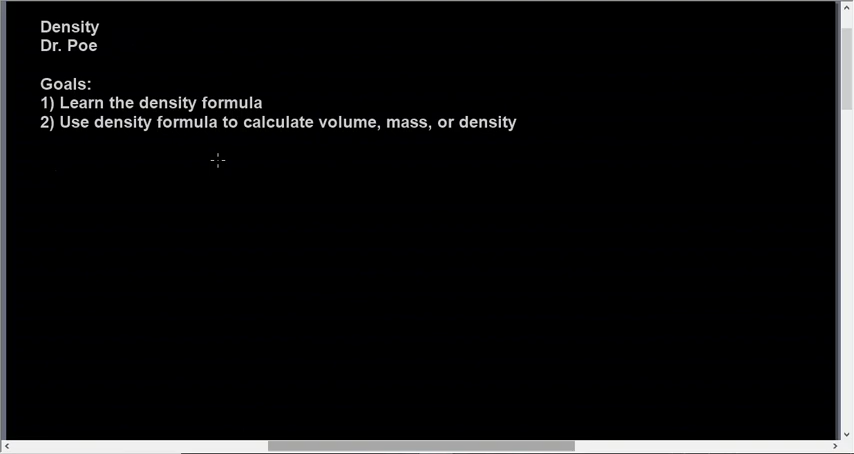 Density
Dr. Poe
Goals:
1) Learn the density formula
2) Use density formula to calculate volume, mass, or density